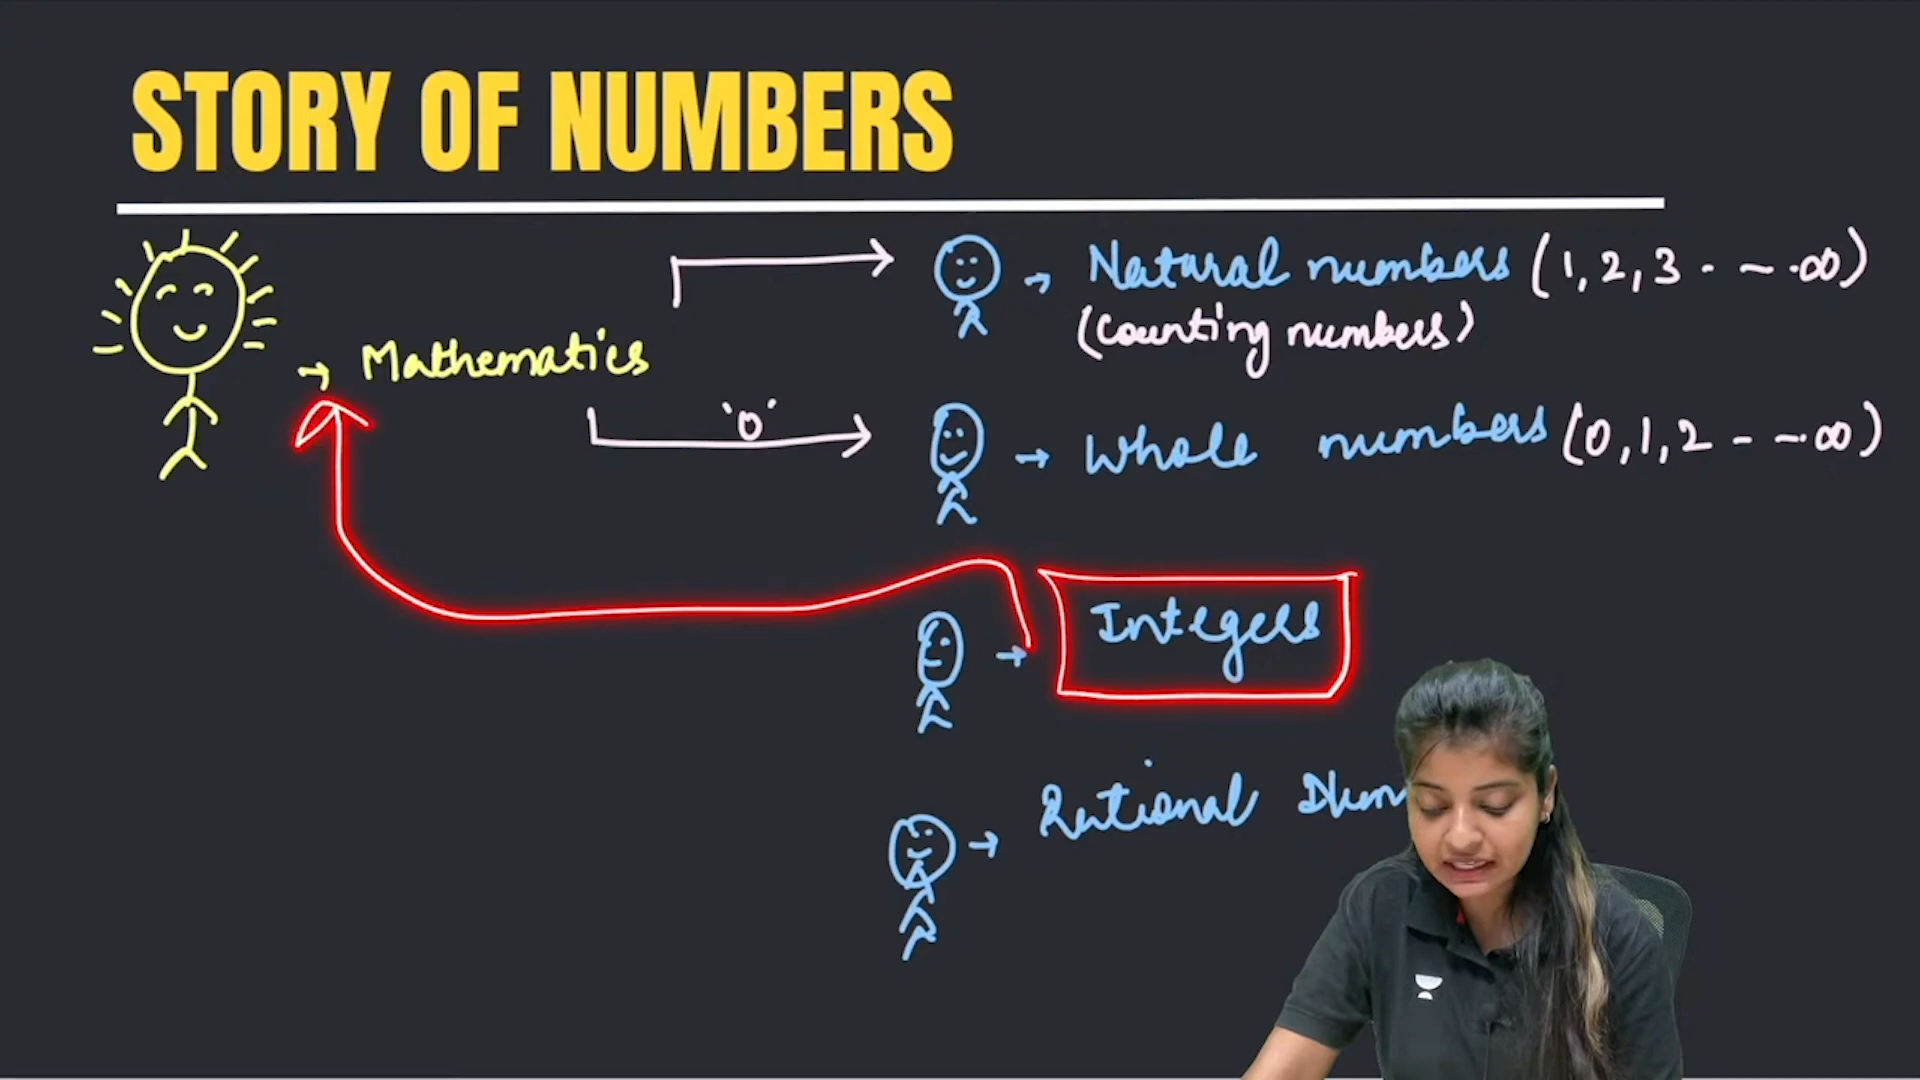 STORY OF NUMBERS
→ Mathematics
→ Natural numbers (1, 2, 3 - - - ∞)
(Counting numbers)
'0'
→ Whole numbers (0, 1, 2 - - - ∞)
→ Integers
→ Rational Num